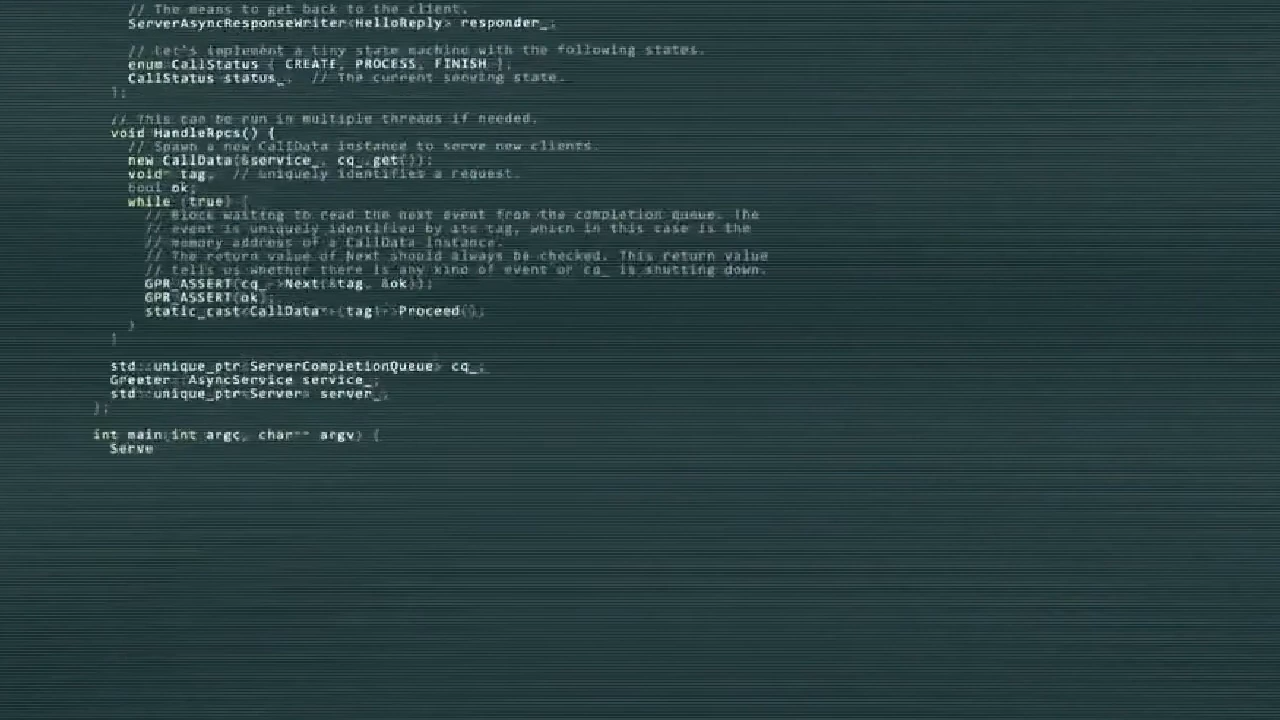 // The means to get back to the client.
ServerAsyncResponseWriter<HelloReply> responder_;
// Let's implement a tiny state machine with the following states.
enum CallStatus { CREATE, PROCESS, FINISH };
CallStatus status_;  // The current serving state.
};
// This can be run in multiple threads if needed.
void HandleRpcs() {
// Spawn a new CallData instance to serve new clients.
new CallData(&service_, cq_.get());
void* tag;  // uniquely identifies a request.
bool ok;
while (true) {
// Block waiting to read the next event from the completion queue. The
// event is uniquely identified by its tag, which in this case is the
// memory address of a CallData instance.
// The return value of Next should always be checked. This return value
// tells us whether there is any kind of event or cq_ is shutting down.
GPR_ASSERT(cq_->Next(&tag, &ok));
GPR_ASSERT(ok);
static_cast<CallData*>(tag)->Proceed();
}
}
std::unique_ptr<ServerCompletionQueue> cq_;
Greeter::AsyncService service_;
std::unique_ptr<Server> server_;
};
int main(int argc, char** argv) {
Serve